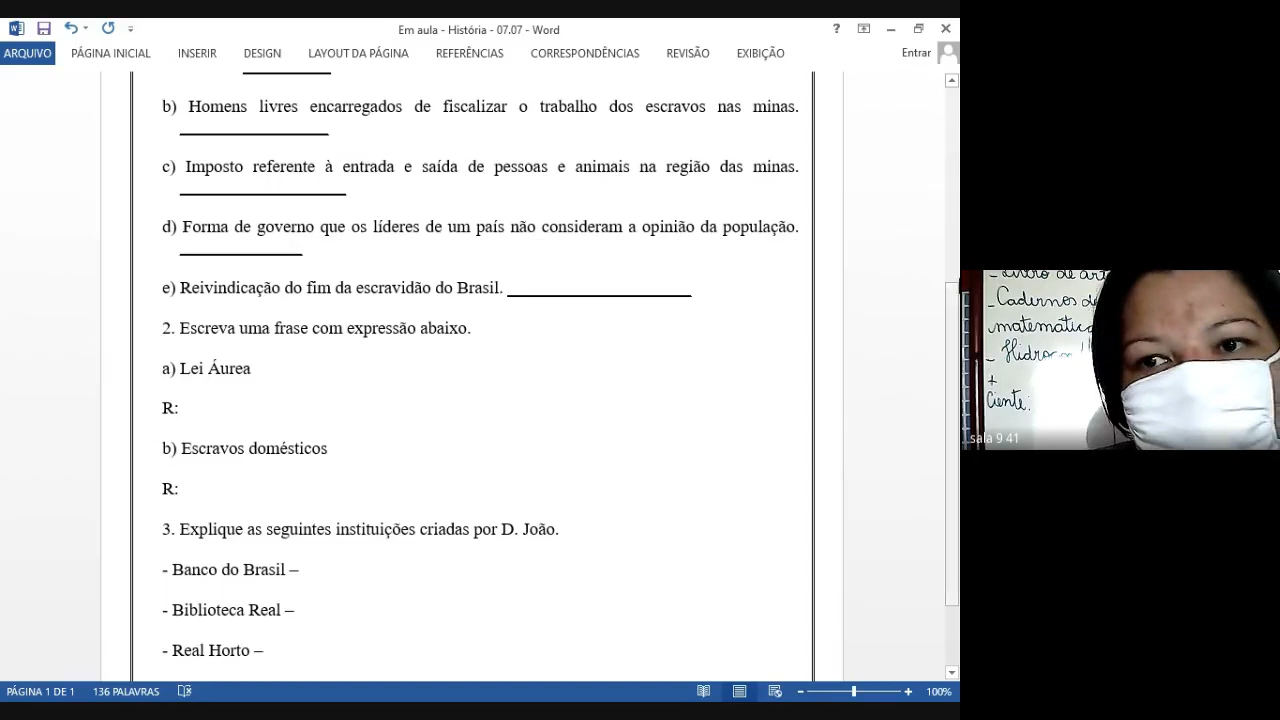 Em aula - História - 07.07 - Word
ARQUIVO PÁGINA INICIAL INSERIR DESIGN LAYOUT DA PÁGINA REFERÊNCIAS CORRESPONDÊNCIAS REVISÃO EXIBIÇÃO Entrar
b) Homens livres encarregados de fiscalizar o trabalho dos escravos nas minas.
c) Imposto referente à entrada e saída de pessoas e animais na região das minas.
d) Forma de governo que os líderes de um país não consideram a opinião da população.
e) Reivindicação do fim da escravidão do Brasil.
2. Escreva uma frase com expressão abaixo.
a) Lei Áurea
R:
b) Escravos domésticos
R:
3. Explique as seguintes instituições criadas por D. João.
- Banco do Brasil –
- Biblioteca Real –
- Real Horto –
PÁGINA 1 DE 1 136 PALAVRAS 100%
- Livro de
- Cadernos
matemática
+
Ciente:
sala 9 41